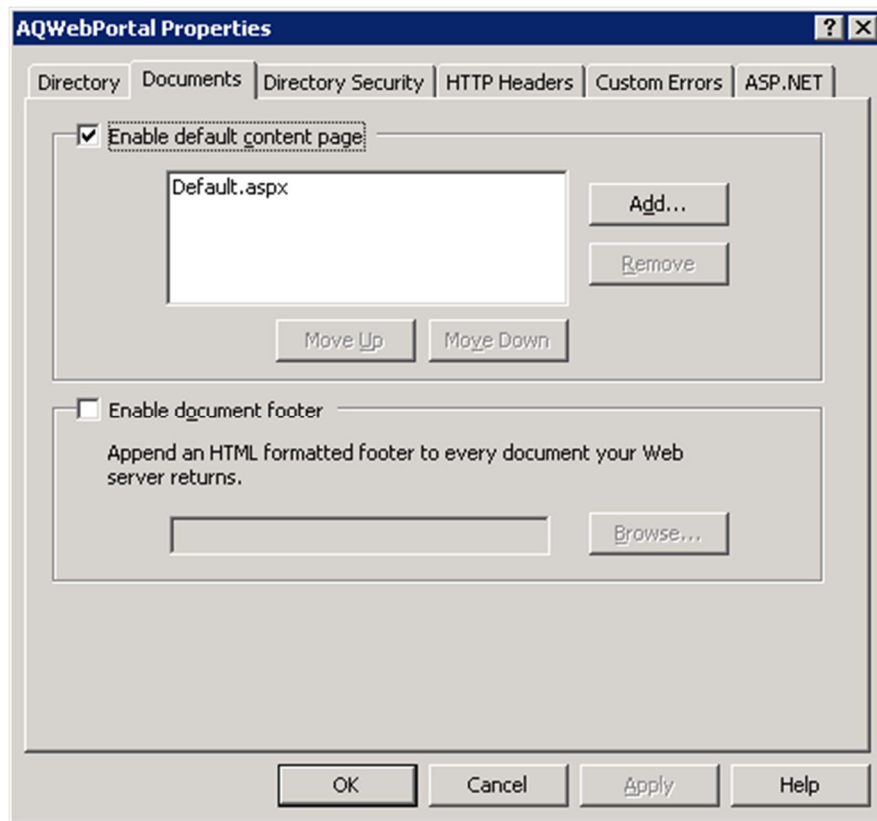 AQWebPortal Properties
Directory Documents Directory Security HTTP Headers Custom Errors ASP.NET
Enable default content page
Default.aspx
Add...
Remove
Move Up Move Down
Enable document footer
Append an HTML formatted footer to every document your Web
server returns.
Browse...
OK Cancel Apply Help